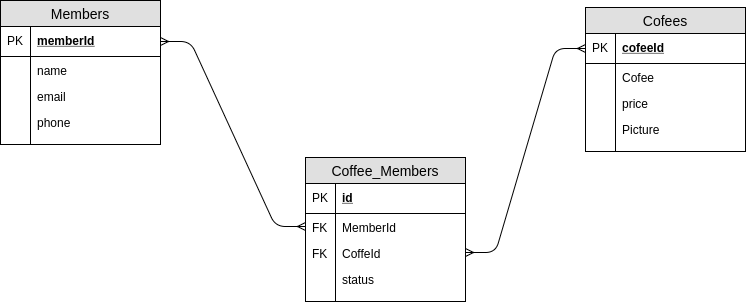 Members
PK memberId
name
email
phone
Cofees
PK cofeeId
Cofee
price
Picture
Coffee_Members
PK id
FK MemberId
FK CoffeId
status